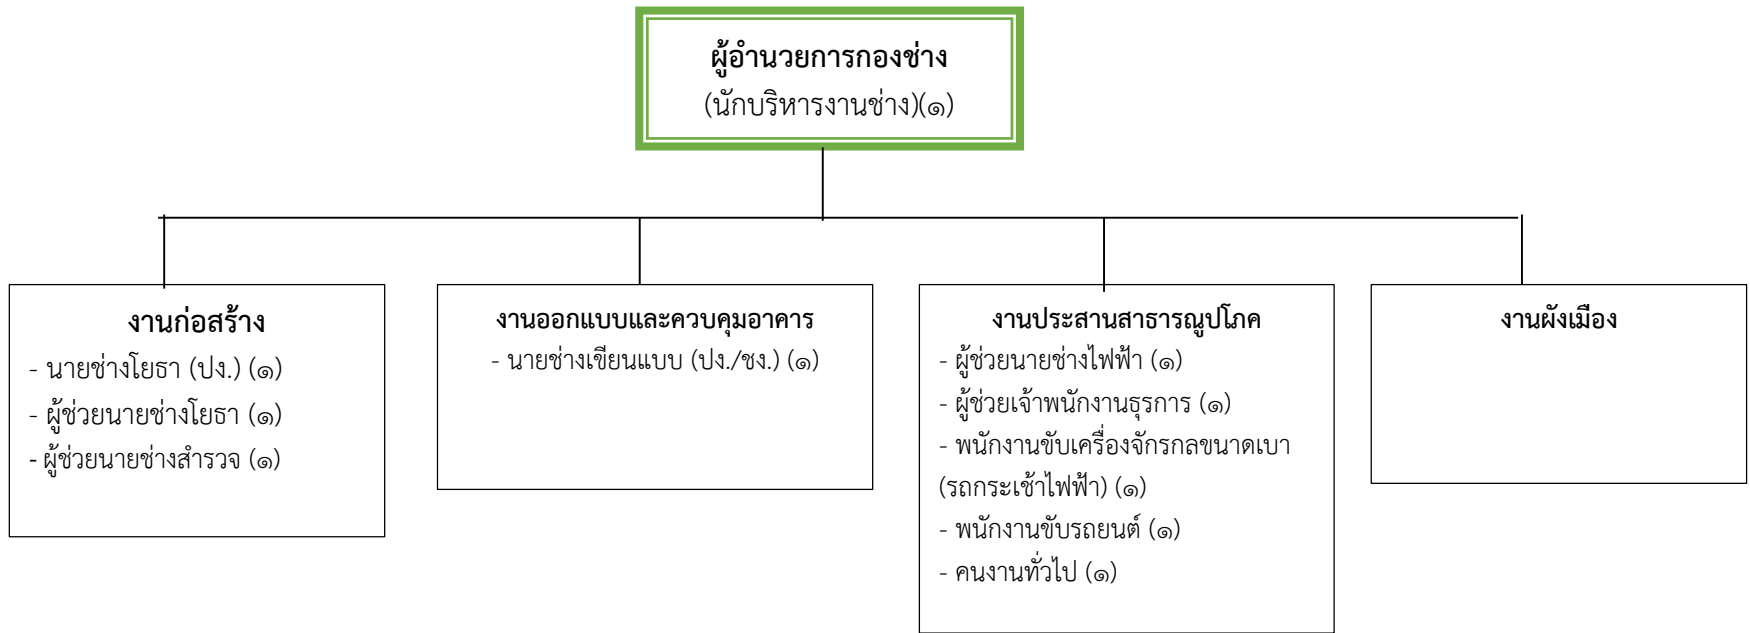 ผู้อำนวยการกองช่าง
(นักบริหารงานช่าง)(๑)
งานก่อสร้าง
- นายช่างโยธา (ปง.) (๑)
- ผู้ช่วยนายช่างโยธา (๑)
- ผู้ช่วยนายช่างสำรวจ (๑)
งานออกแบบและควบคุมอาคาร
- นายช่างเขียนแบบ (ปง./ชง.) (๑)
งานประสานสาธารณูปโภค
- ผู้ช่วยนายช่างไฟฟ้า (๑)
- ผู้ช่วยเจ้าพนักงานธุรการ (๑)
- พนักงานขับเครื่องจักรกลขนาดเบา
(รถกระเช้าไฟฟ้า) (๑)
- พนักงานขับรถยนต์ (๑)
- คนงานทั่วไป (๑)
งานผังเมือง